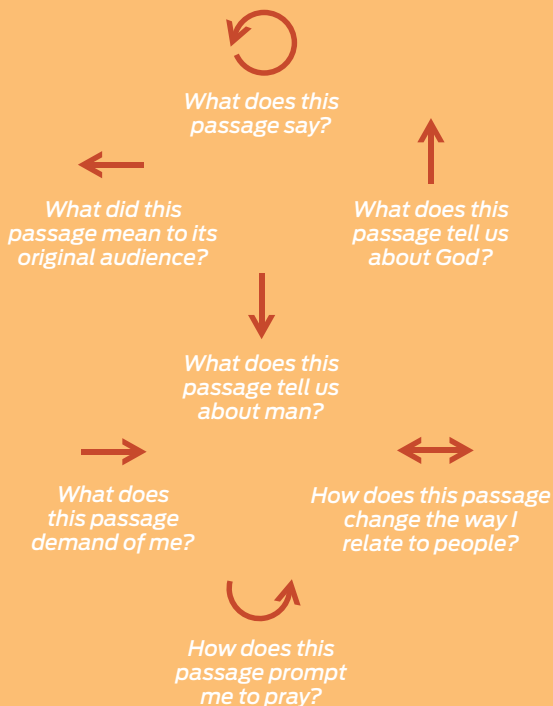 What does this
passage say?
What did this
passage mean to its
original audience?
What does this
passage tell us
about God?
What does this
passage tell us
about man?
What does
this passage
demand of me?
How does this passage
change the way I
relate to people?
How does this
passage prompt
me to pray?